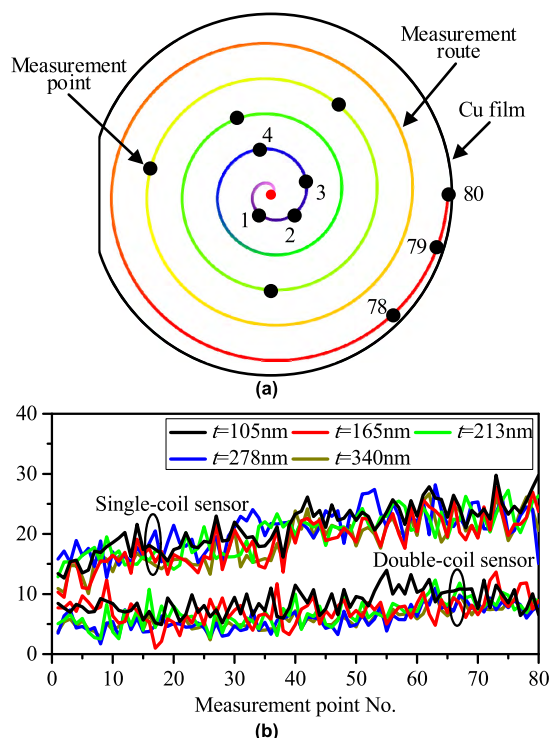 Measurement
point
Measurement
route
Cu film
4
3
1
2
80
79
78
(a)
t=105nm
t=165nm
t=213nm
t=278nm
t=340nm
40
30
20
10
0
Single-coil sensor
Double-coil sensor
0 10 20 30 40 50 60 70 80
Measurement point No.
(b)